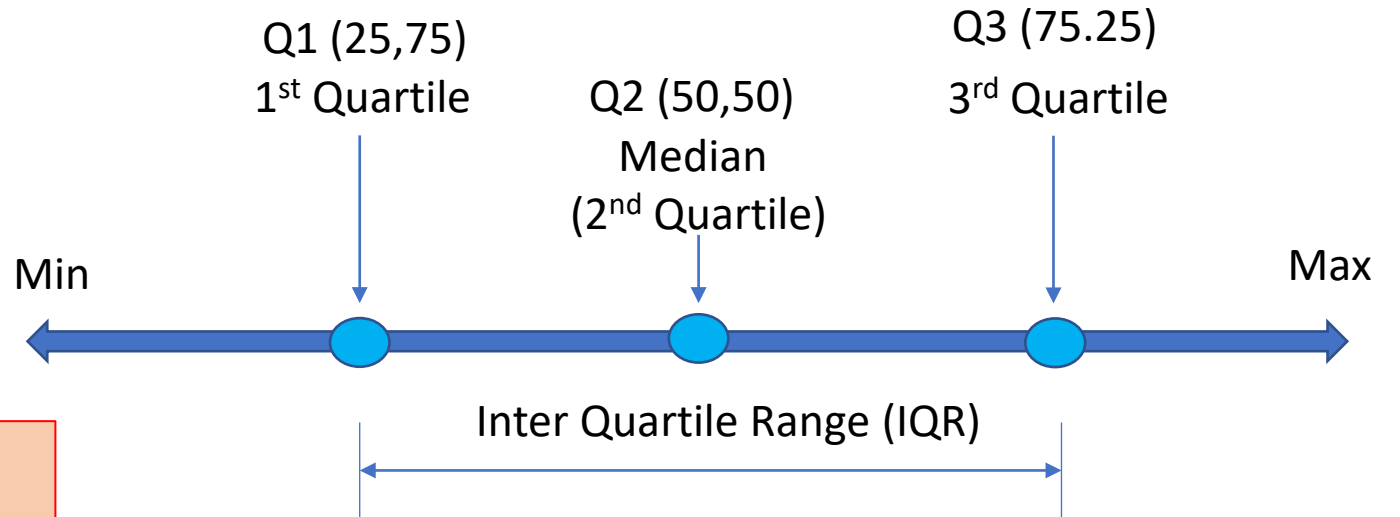 Q1 (25,75)
1st Quartile
Q2 (50,50)
Median
(2nd Quartile)
Q3 (75.25)
3rd Quartile
Min
Max
Inter Quartile Range (IQR)